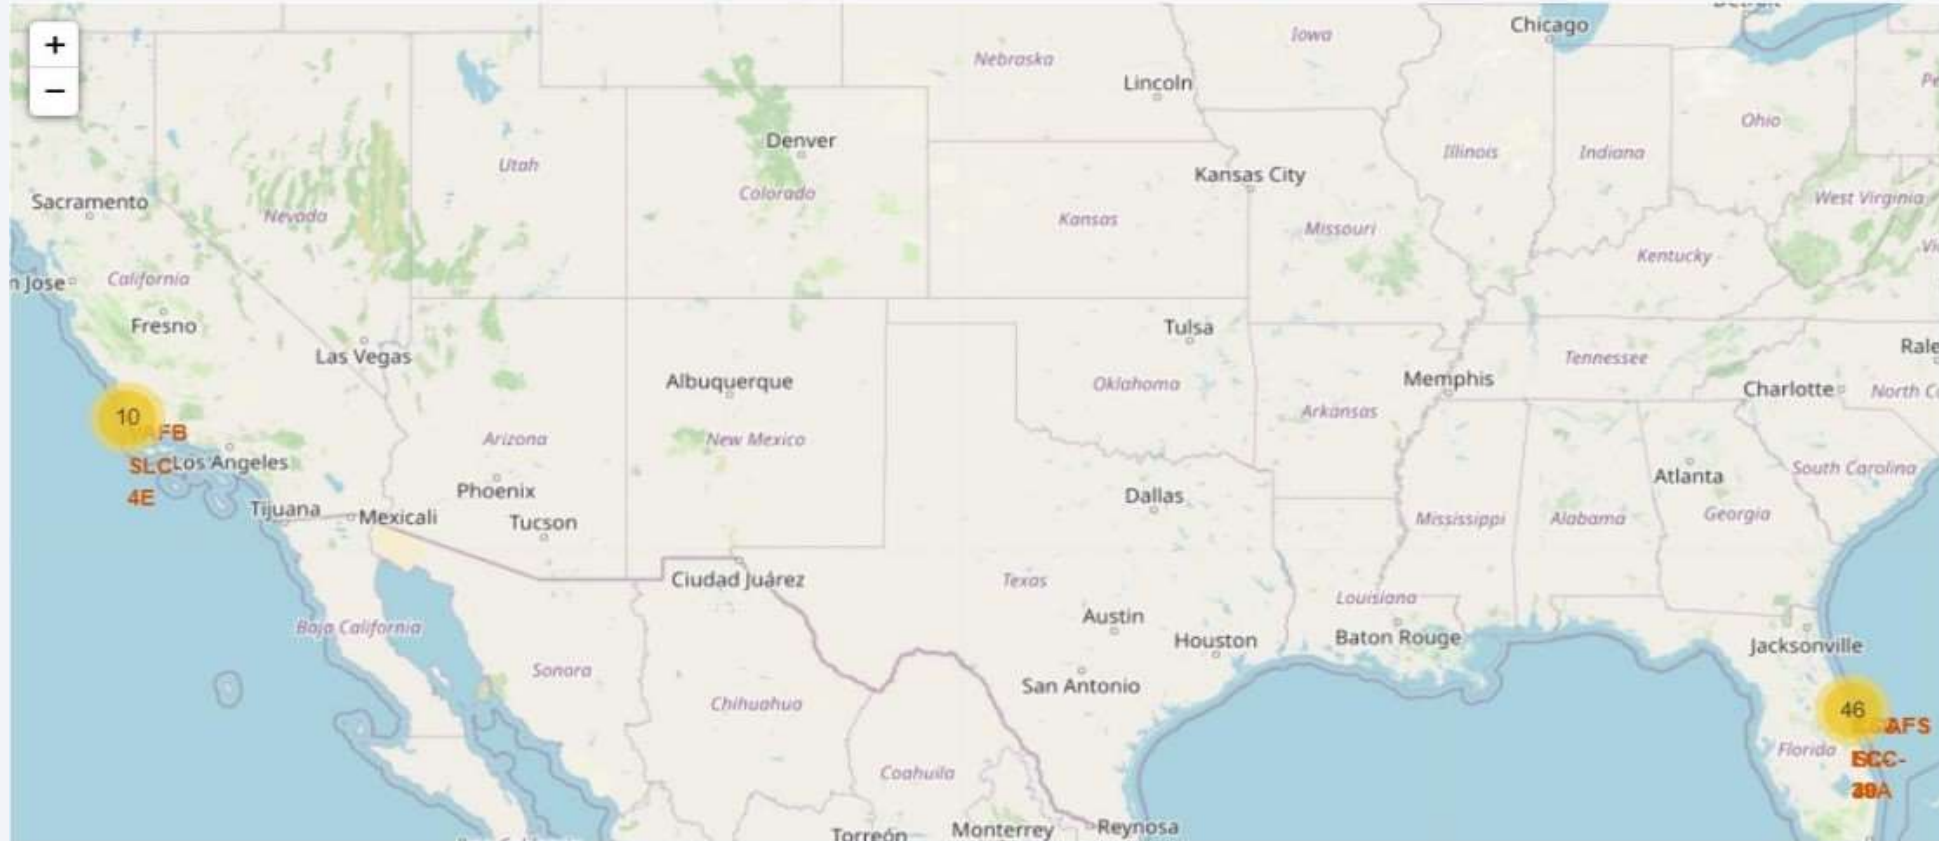 Chicago
+
Iowa
Nebraska
Lincoln
−
Ohio
Denver
Illinois
Indiana
Utah
Kansas City
Colorado
West Virginia
Sacramento
Nevada
Kansas
Missouri
Kentucky
California
n Jose
Fresno
Tulsa
Las Vegas
Rale
Tennessee
Albuquerque
Memphis
Oklahoma
Charlotte
North C
10
Arkansas
Arizona
New Mexico
SLC
Los Angeles
South Carolina
Atlanta
Phoenix
4E
Dallas
Tijuana
Mexicali
Tucson
Mississippi
Alabama
Georgia
Ciudad Juárez
Texas
Louisiana
Austin
Baja California
Houston
Baton Rouge
Jacksonville
Sonora
San Antonio
Chihuahua
46
Florida
Coahuila
Torreón
Monterrey
Reynosa